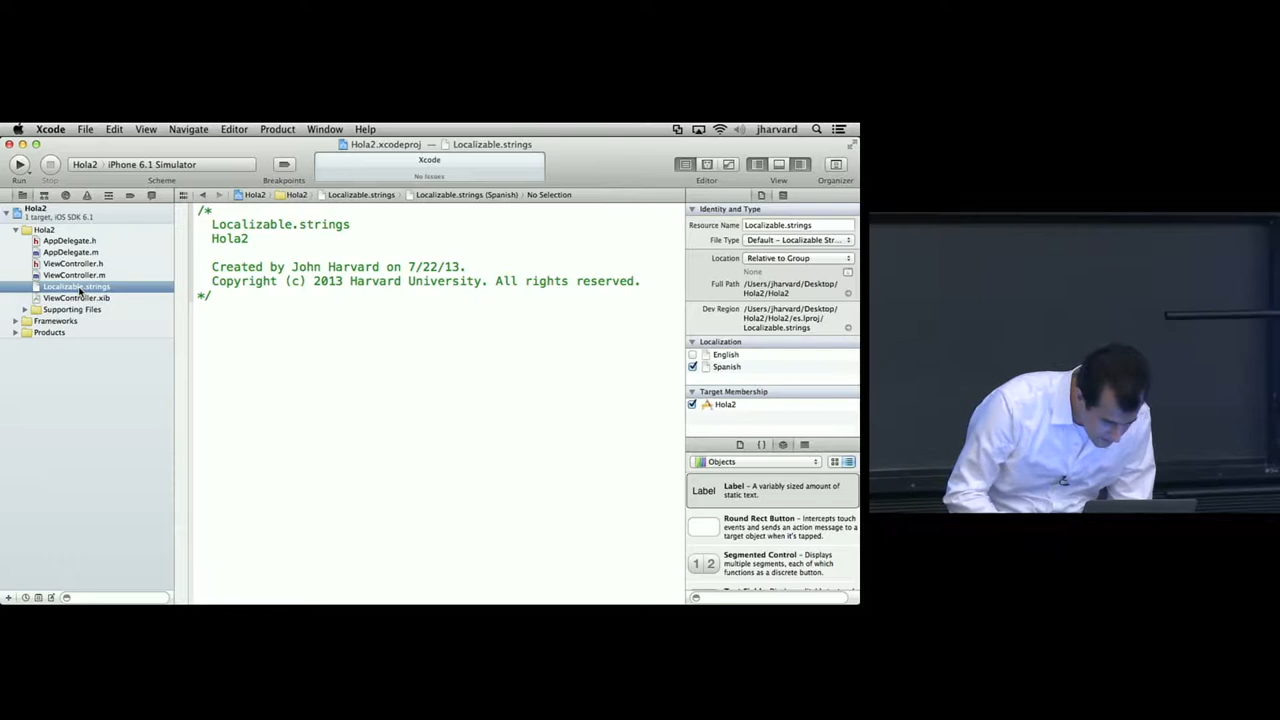 Xcode File Edit View Navigate Editor Product Window Help jharvard
Hola2.xcodeproj — Localizable.strings
Hola2 〉 iPhone 6.1 Simulator
Xcode
No Issues
Run Stop Scheme Breakpoints Editor View Organizer
Hola2 Hola2 Localizable.strings Localizable.strings (Spanish) No Selection
Hola2
1 target, iOS SDK 6.1
Hola2
AppDelegate.h
AppDelegate.m
ViewController.h
ViewController.m
Localizable.strings
ViewController.xib
Supporting Files
Frameworks
Products
/*
Localizable.strings
Hola2
Created by John Harvard on 7/22/13.
Copyright (c) 2013 Harvard University. All rights reserved.
*/
Identity and Type
Resource Name Localizable.strings
File Type Default – Localizable Str...
Location Relative to Group
None
Full Path /Users/jharvard/Desktop/
Hola2/Hola2
Dev Region /Users/jharvard/Desktop/
Hola2/Hola2/es.lproj/
Localizable.strings
Localization
English
Spanish
Target Membership
Hola2
{}
Objects
Label Label – A variably sized amount of
static text.
Round Rect Button – Intercepts touch
events and sends an action message to a
target object when it's tapped.
1 2 Segmented Control – Displays
multiple segments, each of which
functions as a discrete button.